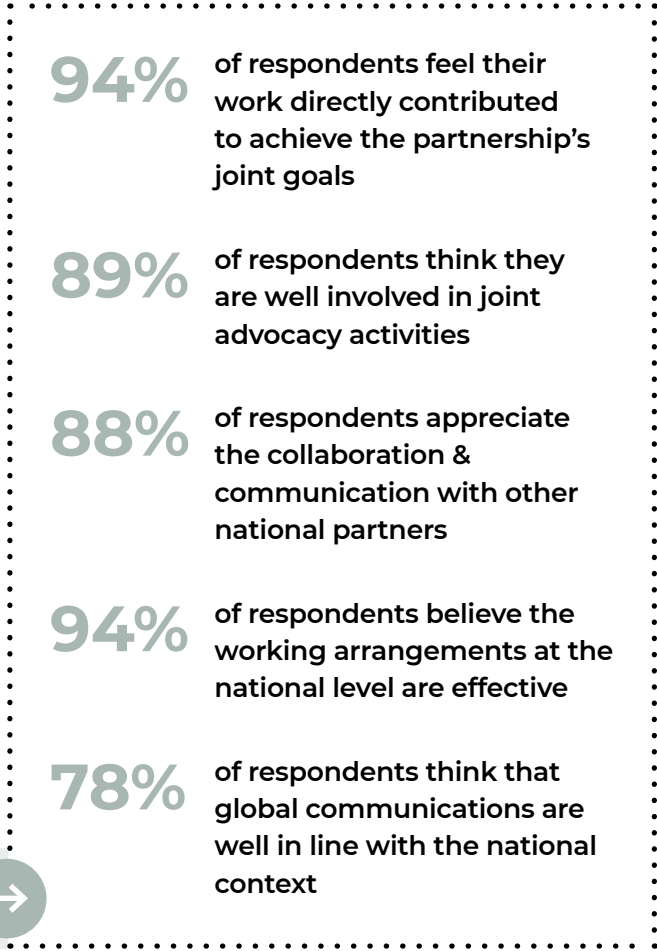 94%
of respondents feel their
work directly contributed
to achieve the partnership’s
joint goals
89%
of respondents think they
are well involved in joint
advocacy activities
88%
of respondents appreciate
the collaboration &
communication with other
national partners
94%
of respondents believe the
working arrangements at the
national level are effective
78%
of respondents think that
global communications are
well in line with the national
context